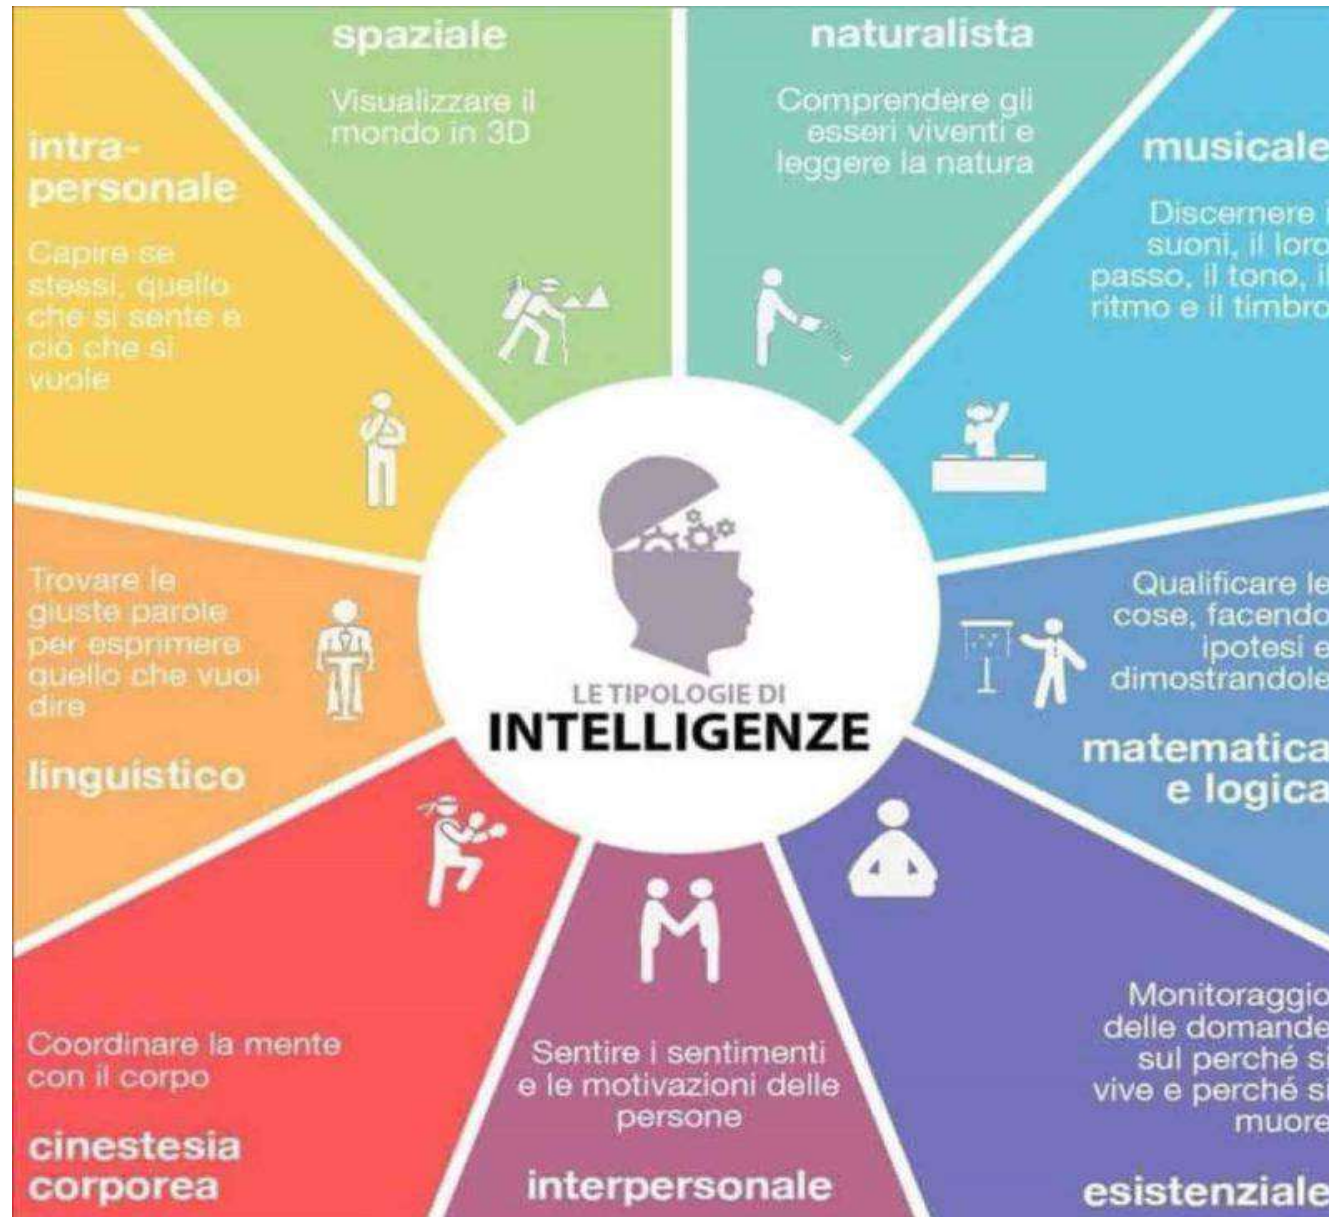 spaziale
Visualizzare il
mondo in 3D
naturalista
Comprendere gli
esseri viventi e
leggere la natura
musicale
Discernere i
suoni, il loro
passo, il tono, il
ritmo e il timbro
intra-
personale
Capire se
stessi, quello
che si sente e
ciò che si
vuole
Trovare le
giuste parole
per esprimere
quello che vuoi
dire
linguistico
LE TIPOLOGIE DI
INTELLIGENZE
Qualificare le
cose, facendo
ipotesi e
dimostrandole
matematica
e logica
Coordinare la mente
con il corpo
cinestesia
corporea
Sentire i sentimenti
e le motivazioni delle
persone
interpersonale
Monitoraggio
delle domande
sul perché si
vive e perché si
muore
esistenziale